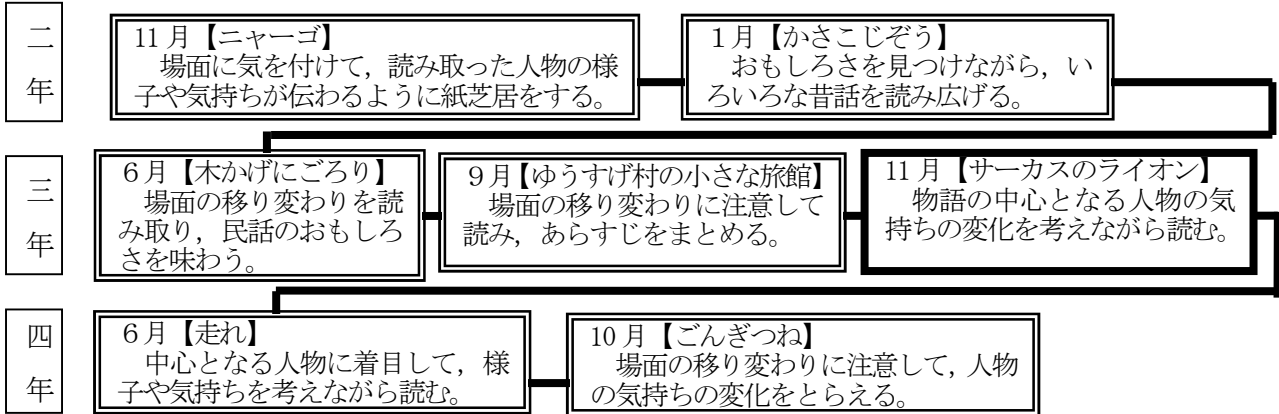 二年
11月【ニャーゴ】
場面に気を付けて，読み取った人物の様
子や気持ちが伝わるように紙芝居をする。
１月【かさこじぞう】
おもしろさを見つけながら，い
ろいろな昔話を読み広げる。
三年
６月【木かげにごろり】
場面の移り変わりを読
み取り，民話のおもしろ
さを味わう。
９月【ゆうすげ村の小さな旅館】
場面の移り変わりに注意して
読み，あらすじをまとめる。
11月【サーカスのライオン】
物語の中心となる人物の気
持ちの変化を考えながら読む。
四年
６月【走れ】
中心となる人物に着目して，様
子や気持ちを考えながら読む。
10月【ごんぎつね】
場面の移り変わりに注意して，人物
の気持ちの変化をとらえる。